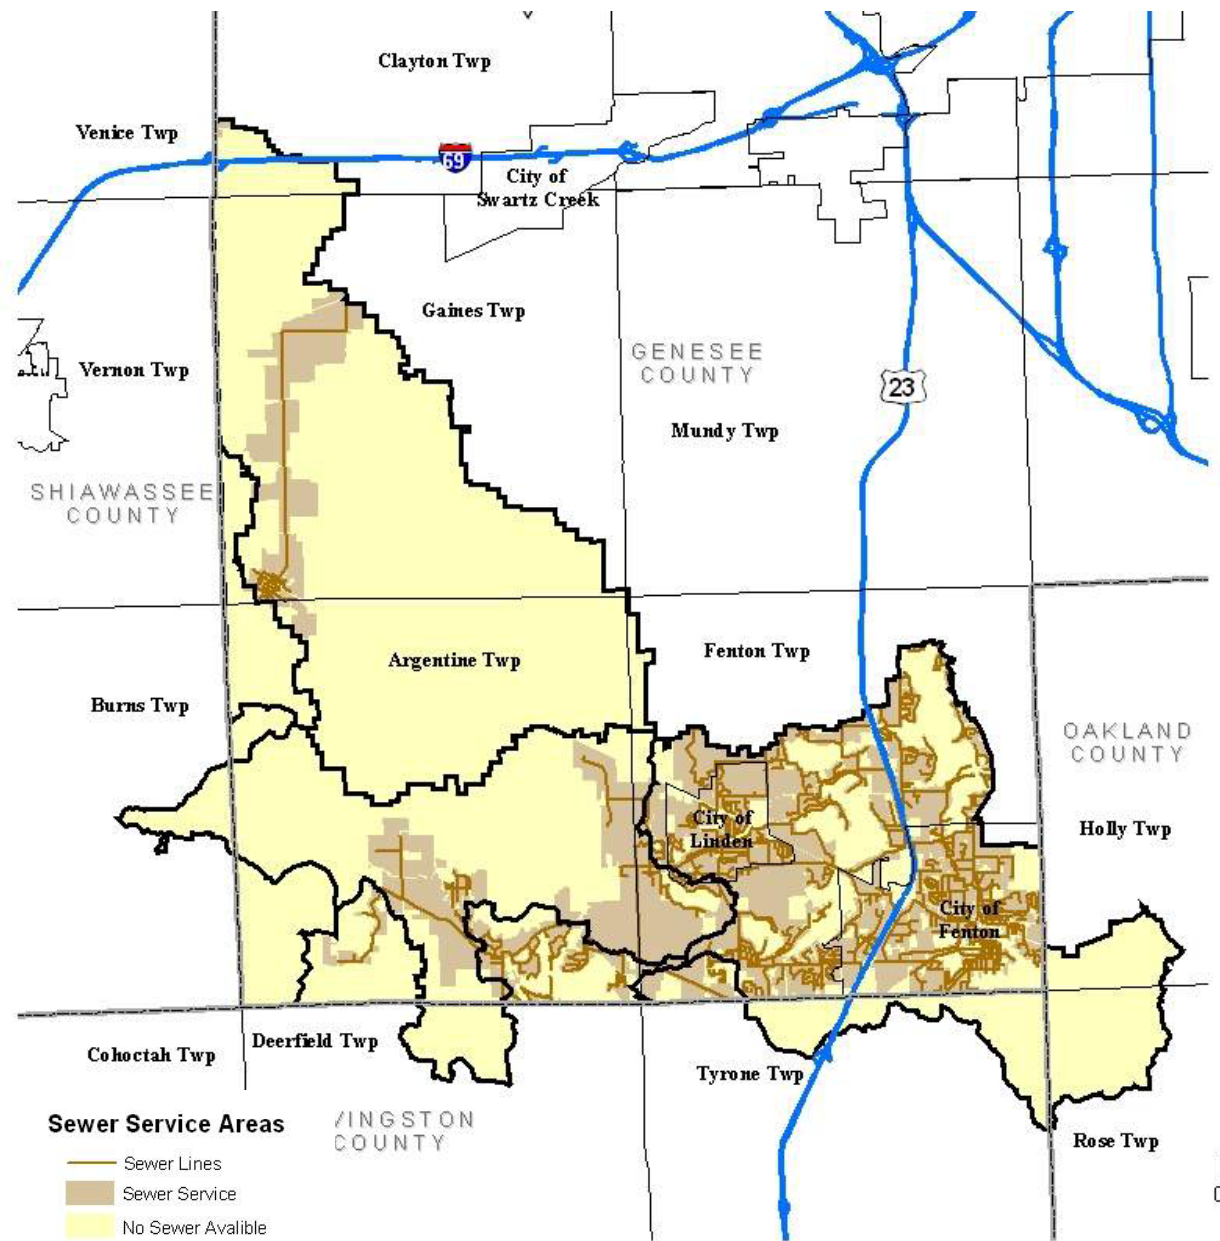 Clayton Twp
Venice Twp
69
City of
Swartz Creek
Gaines Twp
GENESEE
COUNTY
Vernon Twp
23
Mundy Twp
SHIAWASSEE
COUNTY
Fenton Twp
Argentine Twp
Burns Twp
OAKLAND
COUNTY
City of
Linden
Holly Twp
City of
Fenton
Deerfield Twp
Cohoctah Twp
Tyrone Twp
VINGSTON
COUNTY
Rose Twp
Sewer Service Areas
Sewer Lines
Sewer Service
No Sewer Avalible